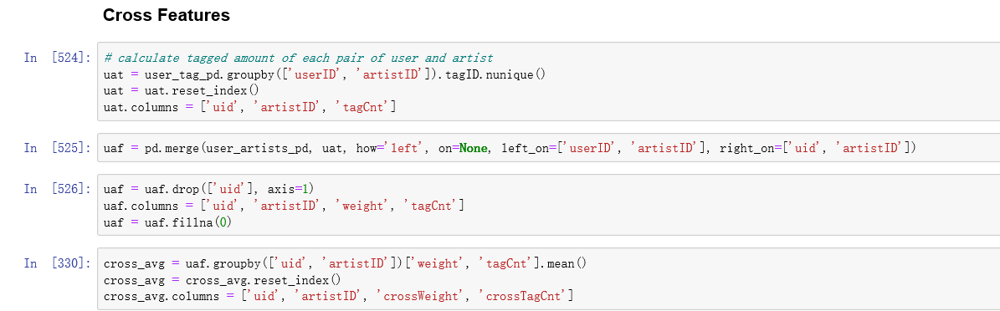 Cross Features
In [524]: # calculate tagged amount of each pair of user and artist
uat = user_tag_pd.groupby(['userID', 'artistID']).tagID.nunique()
uat = uat.reset_index()
uat.columns = ['uid', 'artistID', 'tagCnt']
In [525]: uaf = pd.merge(user_artists_pd, uat, how='left', on=None, left_on=['userID', 'artistID'], right_on=['uid', 'artistID'])
In [526]: uaf = uaf.drop(['uid'], axis=1)
uaf.columns = ['uid', 'artistID', 'weight', 'tagCnt']
uaf = uaf.fillna(0)
In [330]: cross_avg = uaf.groupby(['uid', 'artistID'])['weight', 'tagCnt'].mean()
cross_avg = cross_avg.reset_index()
cross_avg.columns = ['uid', 'artistID', 'crossWeight', 'crossTagCnt']